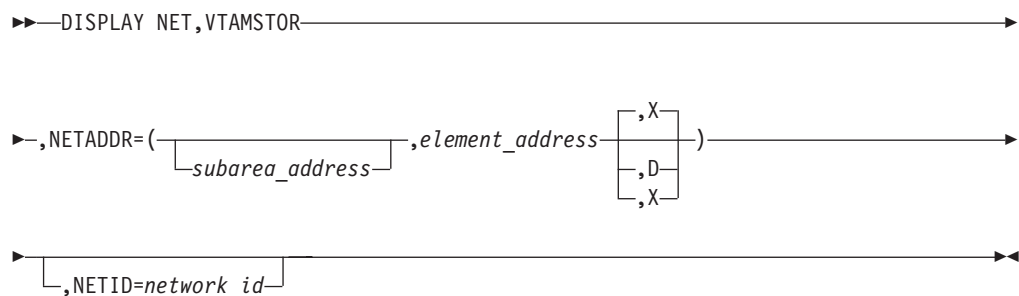 DISPLAY NET,VTAMSTOR
,X
,NETADDR=( ,element_address )
subarea_address ,D
,X
,NETID=network id